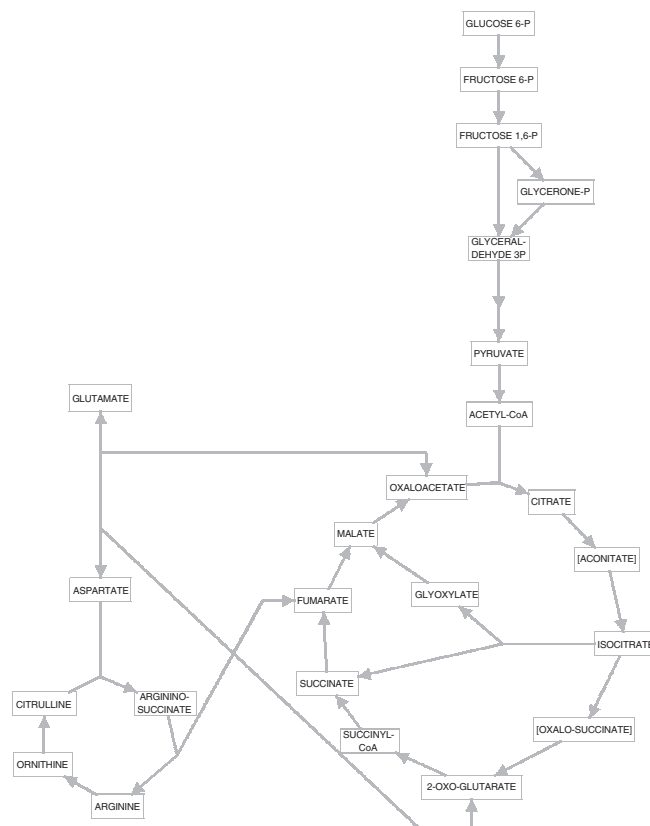 GLUCOSE 6-P
FRUCTOSE 6-P
FRUCTOSE 1,6-P
GLYCERONE-P
GLYCERAL-
DEHYDE 3P
PYRUVATE
GLUTAMATE
ACETYL-CoA
OXALOACETATE
CITRATE
MALATE
[ACONITATE]
ASPARTATE
FUMARATE
GLYOXYLATE
ISOCITRATE
SUCCINATE
CITRULLINE
ARGININO-
SUCCINATE
[OXALO-SUCCINATE]
SUCCINYL-
CoA
ORNITHINE
2-OXO-GLUTARATE
ARGININE